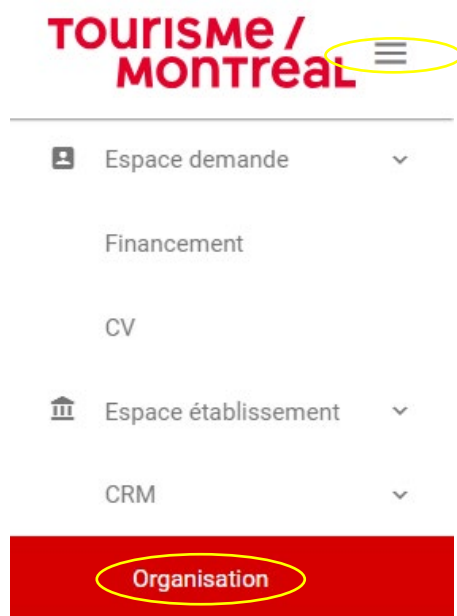 TOURISME /
MONTREAL
Espace demande
Financement
CV
Espace établissement
CRM
Organisation